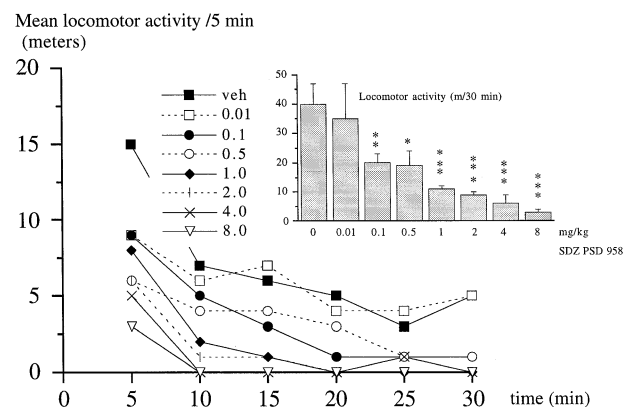 Mean locomotor activity /5 min
(meters)
20
15
10
5
0
veh
0.01
0.1
0.5
1.0
2.0
4.0
8.0
50
40
30
20
10
0
Locomotor activity (m/30 min)
** * *** *** *** ***
0 0.01 0.1 0.5 1 2 4 8 mg/kg
SDZ PSD 958
0 5 10 15 20 25 30 time (min)